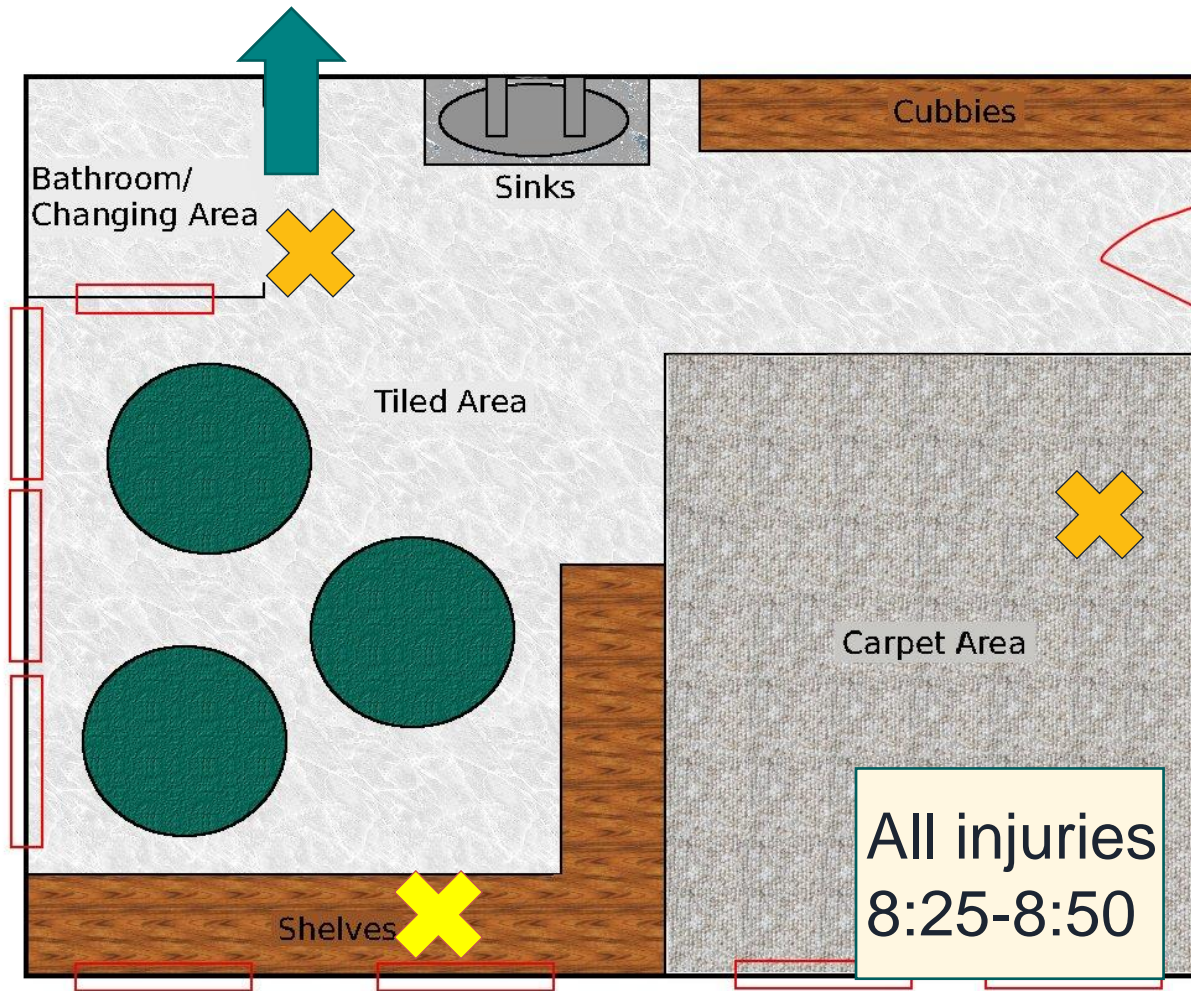 Cubbies
Bathroom/
Changing Area
Sinks
Tiled Area
Carpet Area
All injuries
8:25-8:50
Shelves